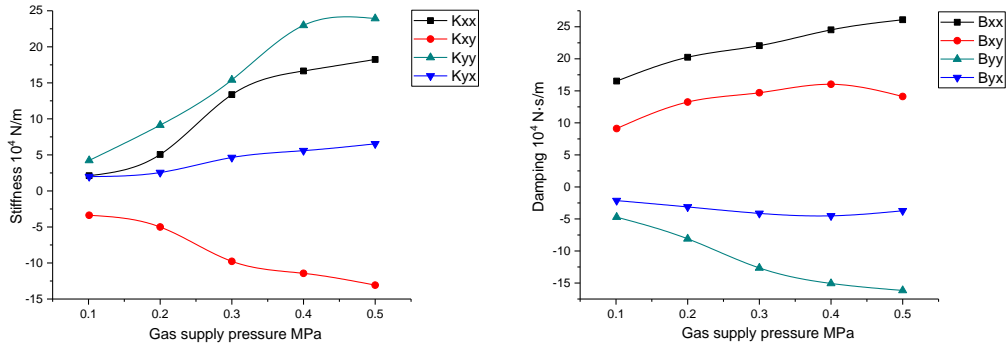 25
20
15
10
5
0
-5
-10
-15
Stiffness 10⁴ N/m
0.1 0.2 0.3 0.4 0.5
Gas supply pressure MPa
Kxx
Kxy
Kyy
Kyx
25
20
15
10
5
0
-5
-10
-15
Damping 10⁴ N·s/m
0.1 0.2 0.3 0.4 0.5
Gas supply pressure MPa
Bxx
Bxy
Byy
Byx